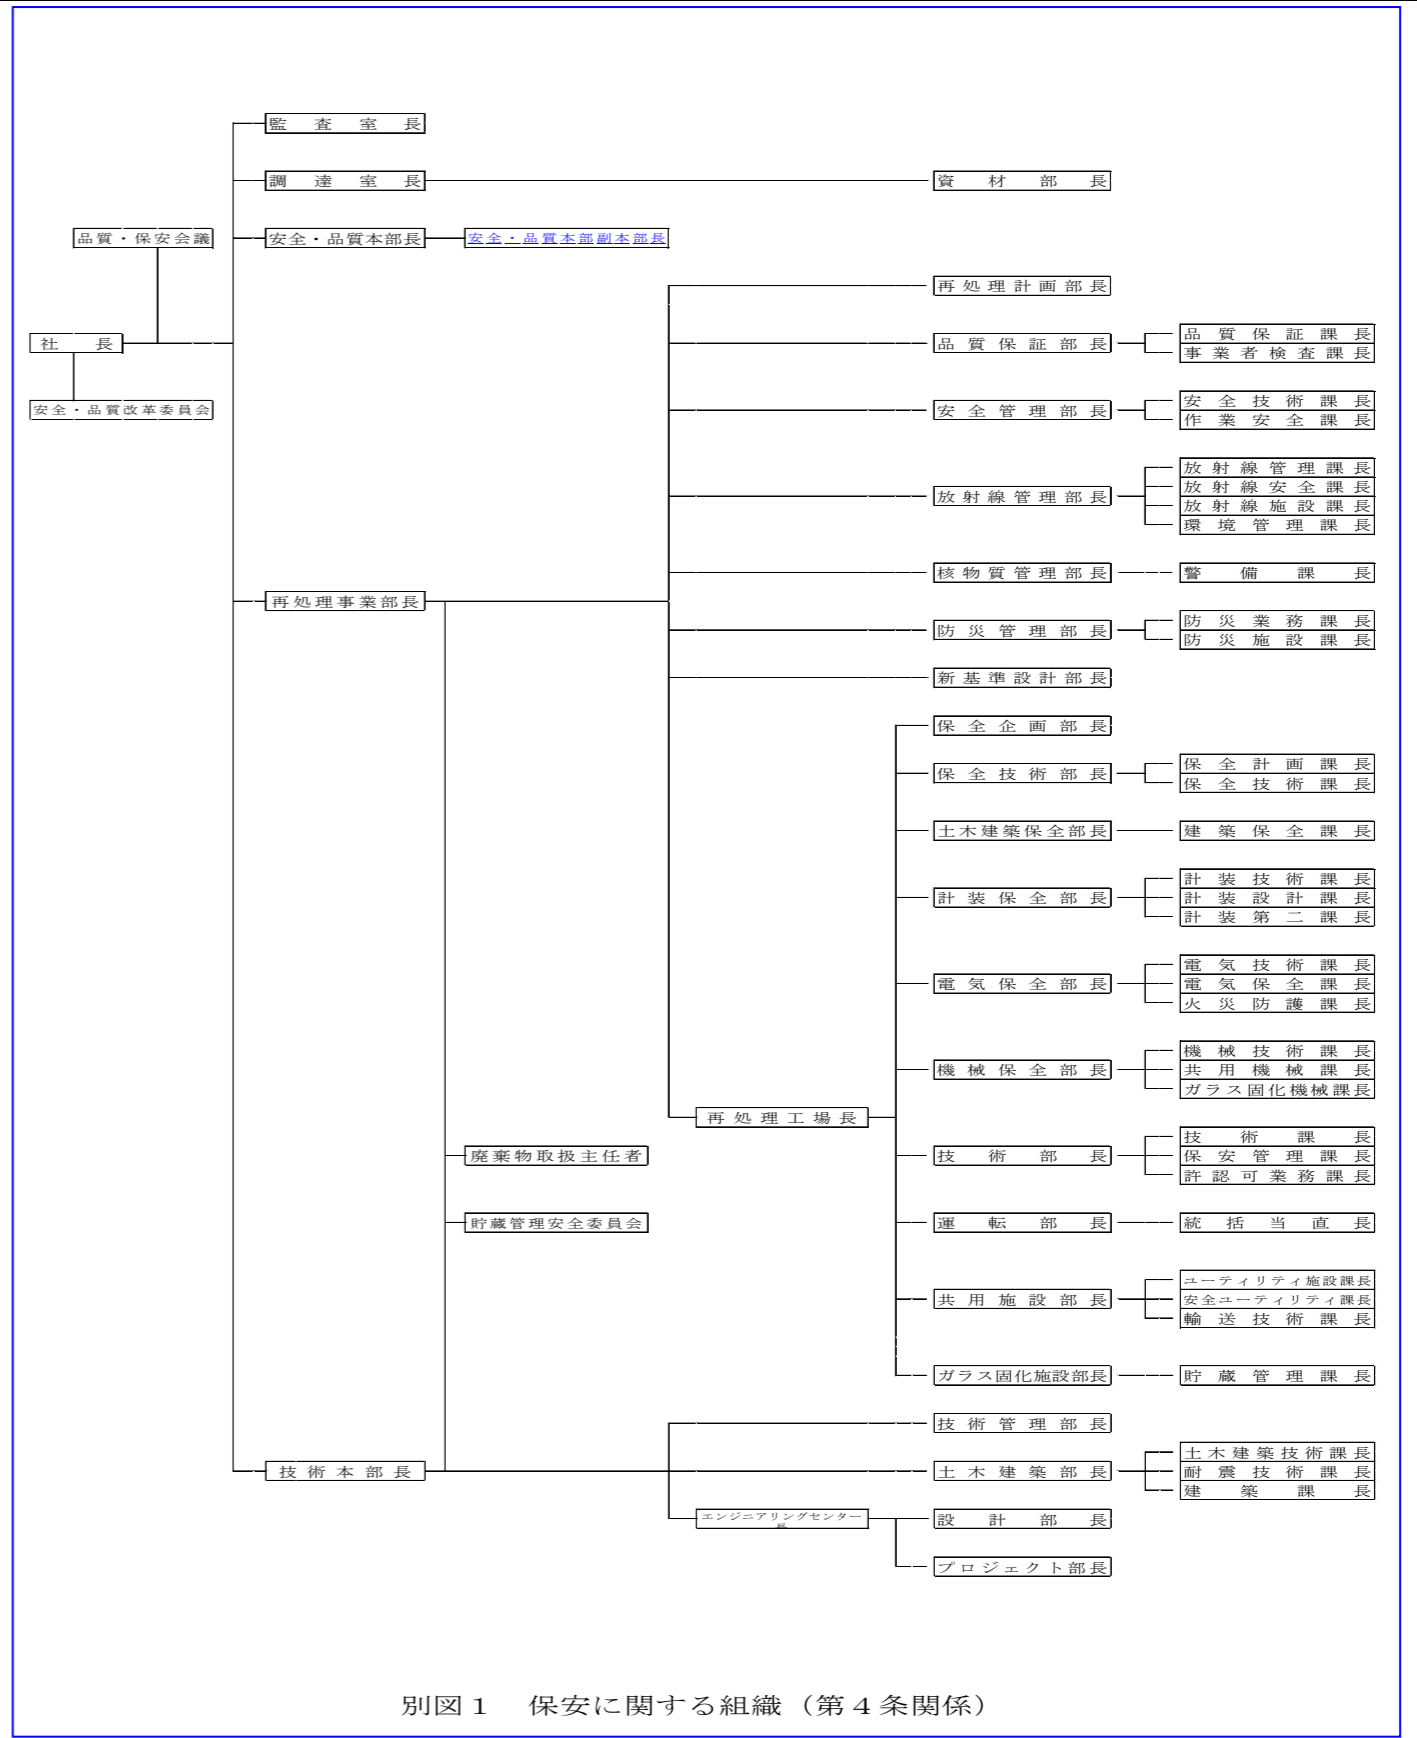 監査室長
調達室長
資材部長
品質・保安会議
安全・品質本部長
安全・品質本部副本部長
再処理計画部長
社長
品質保証部長
品質保証課長
事業者検査課長
安全・品質改革委員会
安全管理部長
安全技術課長
作業安全課長
放射線管理部長
放射線管理課長
放射線安全課長
放射線施設課長
環境管理課長
核物質管理部長
警備課長
再処理事業部長
防災管理部長
防災業務課長
防災施設課長
新基準設計部長
保全企画部長
保全技術部長
保全計画課長
保全技術課長
土木建築保全部長
建築保全課長
計装保全部長
計装技術課長
計装設計課長
計装第二課長
電気保全部長
電気技術課長
電気保全課長
火災防護課長
機械保全部長
機械技術課長
共用機械課長
ガラス固化機械課長
再処理工場長
廃棄物取扱主任者
技術部長
技術課長
保安管理課長
許認可業務課長
貯蔵管理安全委員会
運転部長
統括当直長
共用施設部長
ユーティリティ施設課長
安全ユーティリティ課長
輸送技術課長
ガラス固化施設部長
貯蔵管理課長
技術管理部長
技術本部長
土木建築部長
土木建築技術課長
耐震技術課長
建築課長
エンジニアリングセンター
長
設計部長
プロジェクト部長
別図1 保安に関する組織（第4条関係）